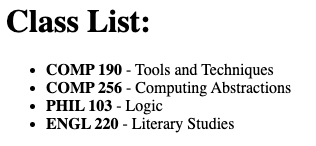 Class List:
• COMP 190 - Tools and Techniques
• COMP 256 - Computing Abstractions
• PHIL 103 - Logic
• ENGL 220 - Literary Studies